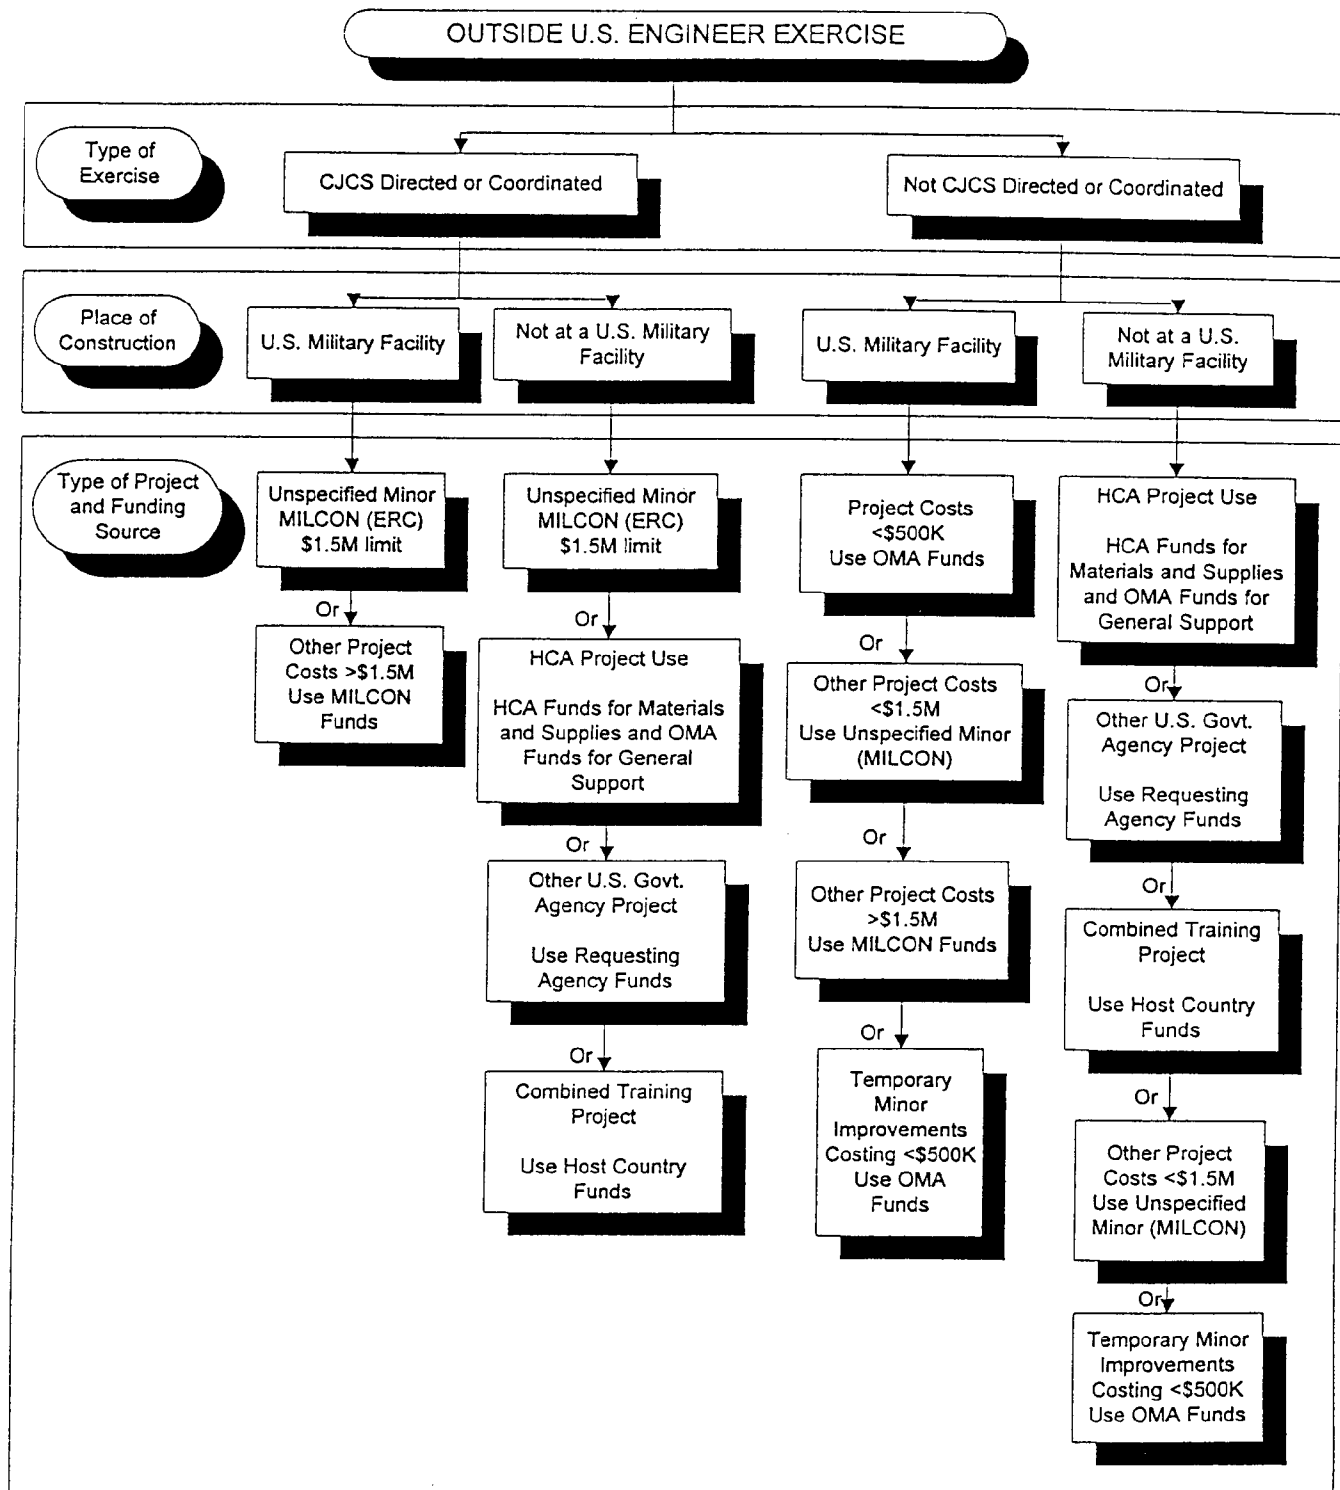 OUTSIDE U.S. ENGINEER EXERCISE
Type of
Exercise
CJCS Directed or Coordinated
Not CJCS Directed or Coordinated
Place of
Construction
U.S. Military Facility
Not at a U.S. Military
Facility
U.S. Military Facility
Not at a U.S.
Military Facility
Type of Project
and Funding
Source
Unspecified Minor
MILCON (ERC)
$1.5M limit
Or
Other Project
Costs >$1.5M
Use MILCON
Funds
Unspecified Minor
MILCON (ERC)
$1.5M limit
Or
HCA Project Use
HCA Funds for Materials
and Supplies and OMA
Funds for General
Support
Or
Other U.S. Govt.
Agency Project
Use Requesting
Agency Funds
Or
Combined Training
Project
Use Host Country
Funds
Project Costs
<$500K
Use OMA Funds
Or
Other Project Costs
<$1.5M
Use Unspecified Minor
(MILCON)
Or
Other Project Costs
>$1.5M
Use MILCON Funds
Or
Temporary
Minor
Improvements
Costing <$500K
Use OMA
Funds
HCA Project Use
HCA Funds for
Materials and Supplies
and OMA Funds for
General Support
Or
Other U.S. Govt.
Agency Project
Use Requesting
Agency Funds
Or
Combined Training
Project
Use Host Country
Funds
Or
Other Project
Costs <$1.5M
Use Unspecified
Minor (MILCON)
Or
Temporary Minor
Improvements
Costing <$500K
Use OMA Funds